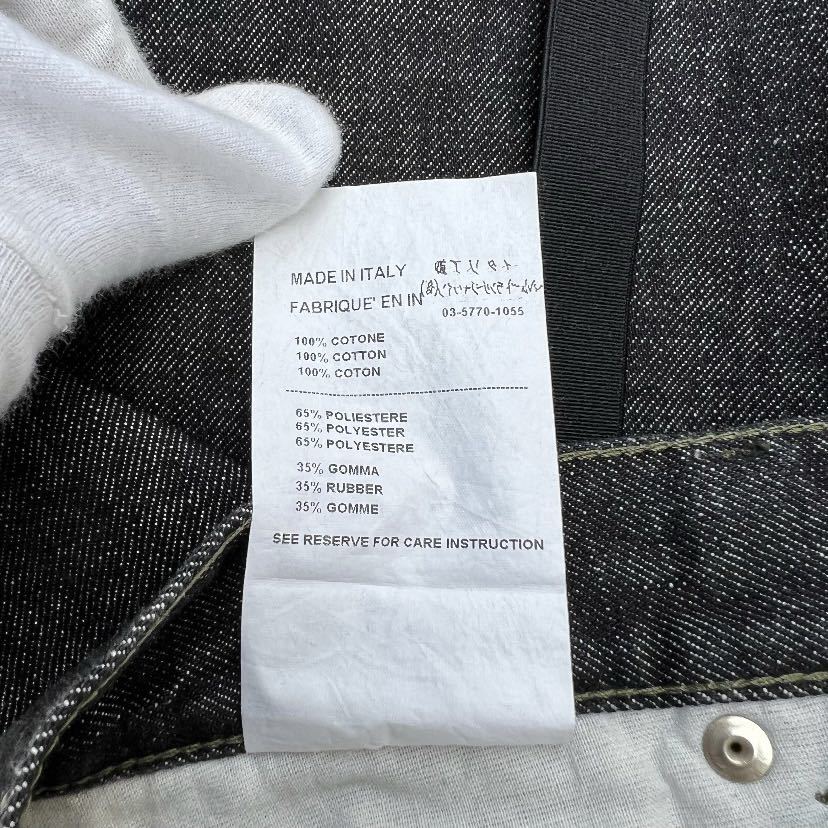 MADE IN ITALY
FABRIQUE' EN IN
03-5770-1055
100% COTONE
100% COTTON
100% COTON
65% POLIESTERE
65% POLYESTER
65% POLYESTERE
35% GOMMA
35% RUBBER
35% GOMME
SEE RESERVE FOR CARE INSTRUCTION